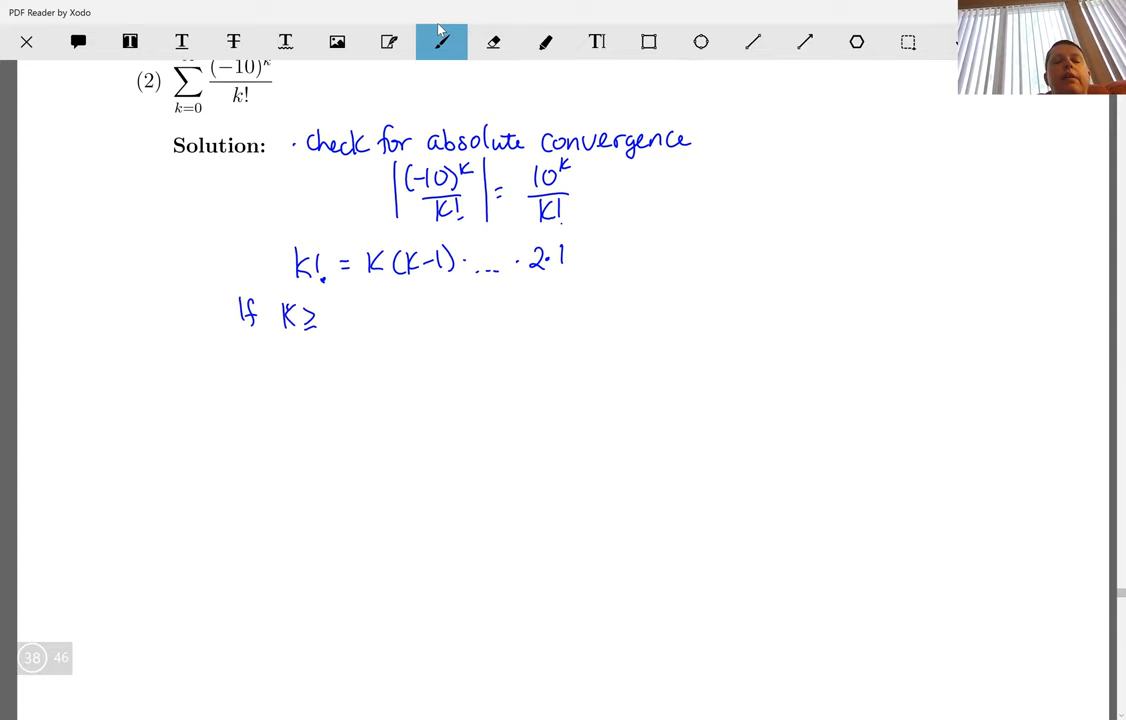 PDF Reader by Xodo
T T T T TI
(2) ∑ k=0 (-10)^k / k!
Solution: · check for absolute convergence
|(-10)^K / K!| = 10^K / K!
k! = K(K-1) · ... · 2·1
If K ≥
38 46